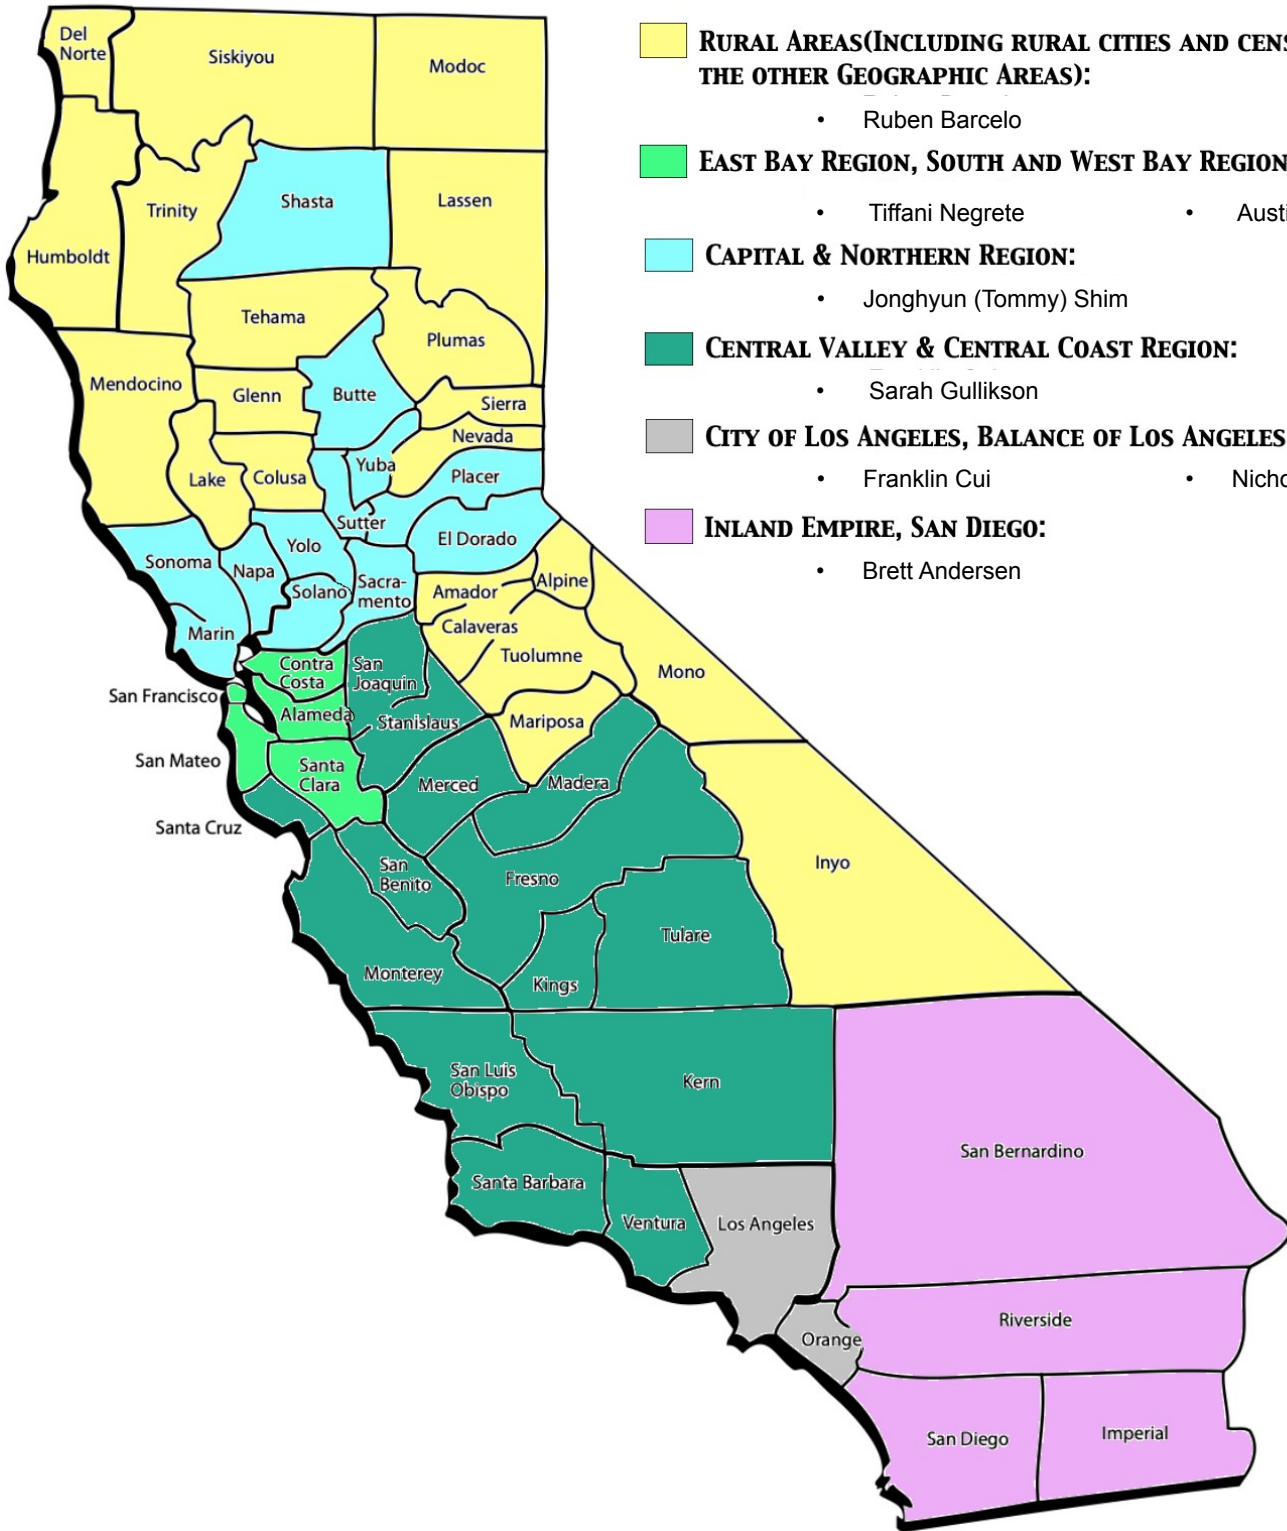 RURAL AREAS(INCLUDING RURAL CITIES AND CENS
THE OTHER GEOGRAPHIC AREAS):
• Ruben Barcelo
EAST BAY REGION, SOUTH AND WEST BAY REGION
• Tiffani Negrete • Austi
CAPITAL & NORTHERN REGION:
• Jonghyun (Tommy) Shim
CENTRAL VALLEY & CENTRAL COAST REGION:
• Sarah Gullikson
CITY OF LOS ANGELES, BALANCE OF LOS ANGELES
• Franklin Cui • Nicho
INLAND EMPIRE, SAN DIEGO:
• Brett Andersen
Del
Norte
Siskiyou
Modoc
Humboldt
Trinity
Shasta
Lassen
Tehama
Plumas
Mendocino
Glenn
Butte
Sierra
Nevada
Lake
Colusa
Yuba
Placer
Sutter
El Dorado
Sonoma
Napa
Yolo
Solano
Sacra-
mento
Amador
Alpine
Marin
Calaveras
Tuolumne
Mono
San Francisco
Contra
Costa
San
Joaquin
Alameda
Stanislaus
Mariposa
San Mateo
Santa
Clara
Merced
Madera
Santa Cruz
San
Benito
Fresno
Inyo
Monterey
Kings
Tulare
San Luis
Obispo
Kern
San Bernardino
Santa Barbara
Ventura
Los Angeles
Orange
Riverside
San Diego
Imperial